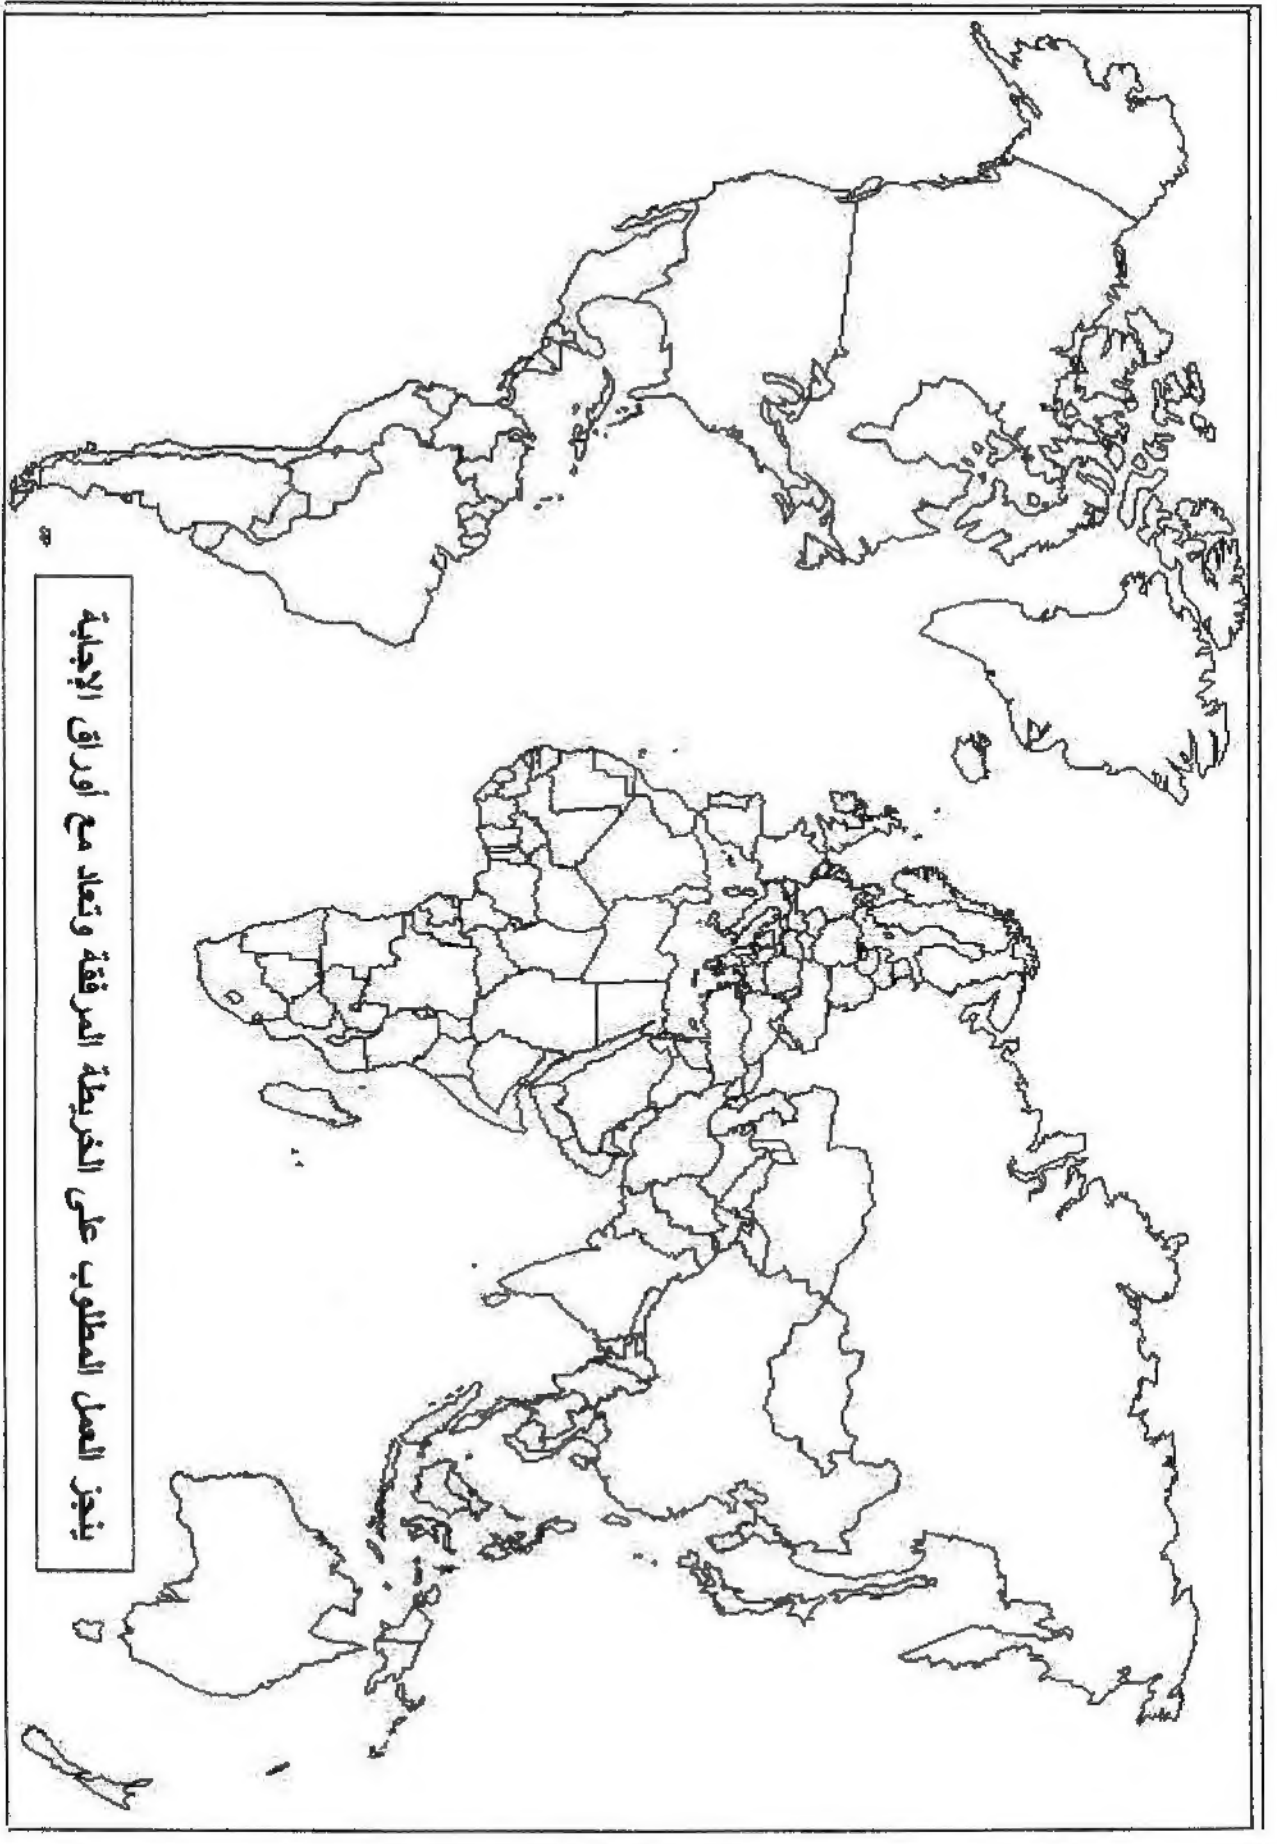 ينجز العمل المطلوب على الخريطة المرفقة وتعاد مع أوراق الإجابة